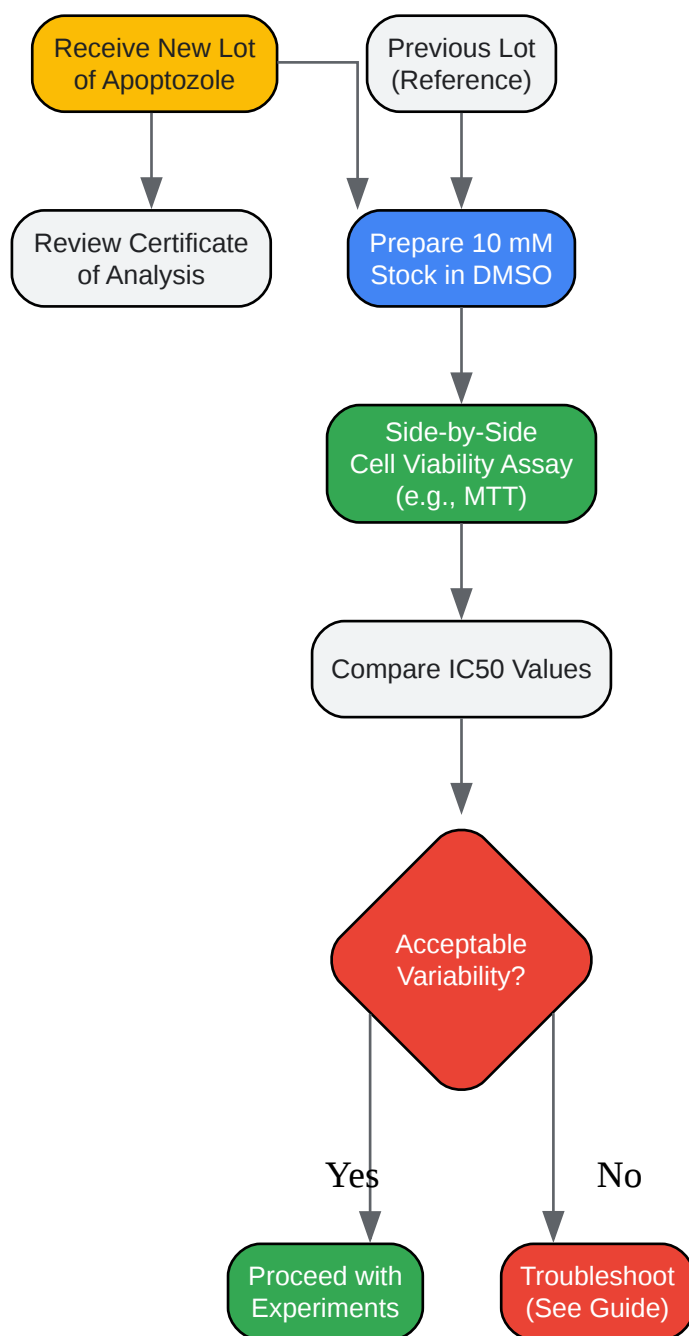 Receive New Lot
of Apoptozole
Previous Lot
(Reference)
Review Certificate
of Analysis
Prepare 10 mM
Stock in DMSO
Side-by-Side
Cell Viability Assay
(e.g., MTT)
Compare IC50 Values
Acceptable
Variability?
Yes
No
Proceed with
Experiments
Troubleshoot
(See Guide)